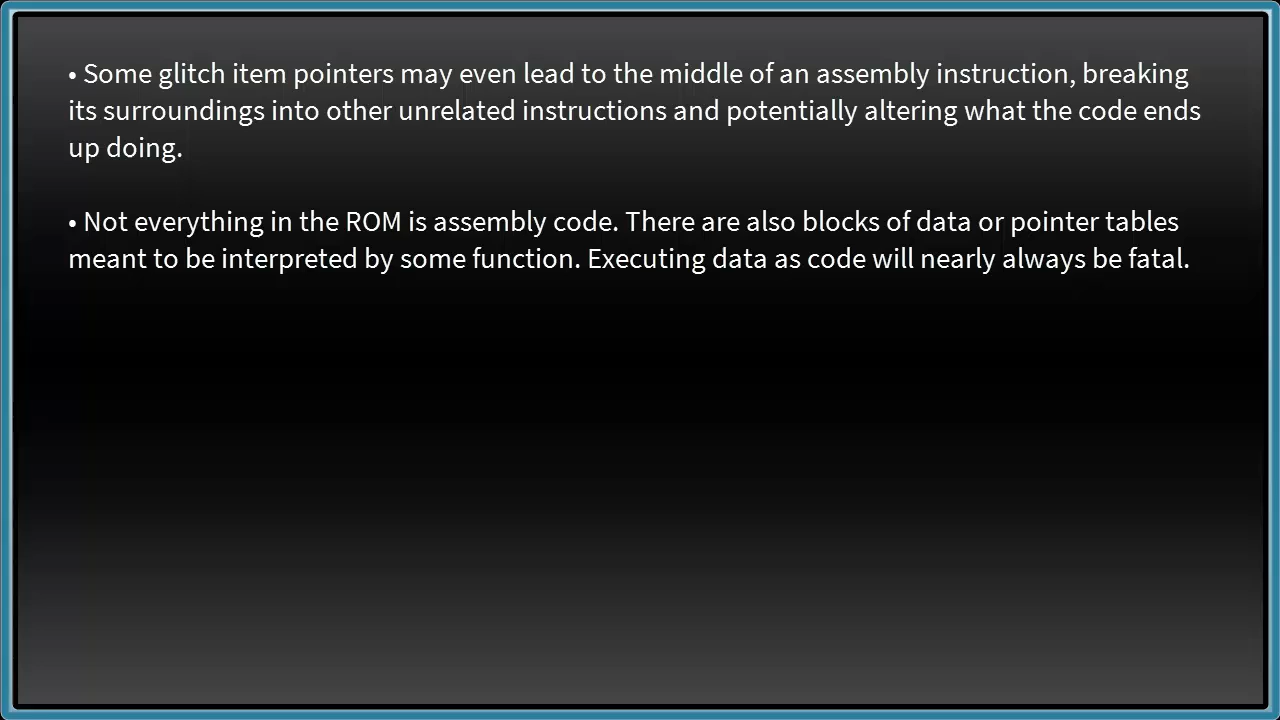 • Some glitch item pointers may even lead to the middle of an assembly instruction, breaking
its surroundings into other unrelated instructions and potentially altering what the code ends
up doing.
• Not everything in the ROM is assembly code. There are also blocks of data or pointer tables
meant to be interpreted by some function. Executing data as code will nearly always be fatal.